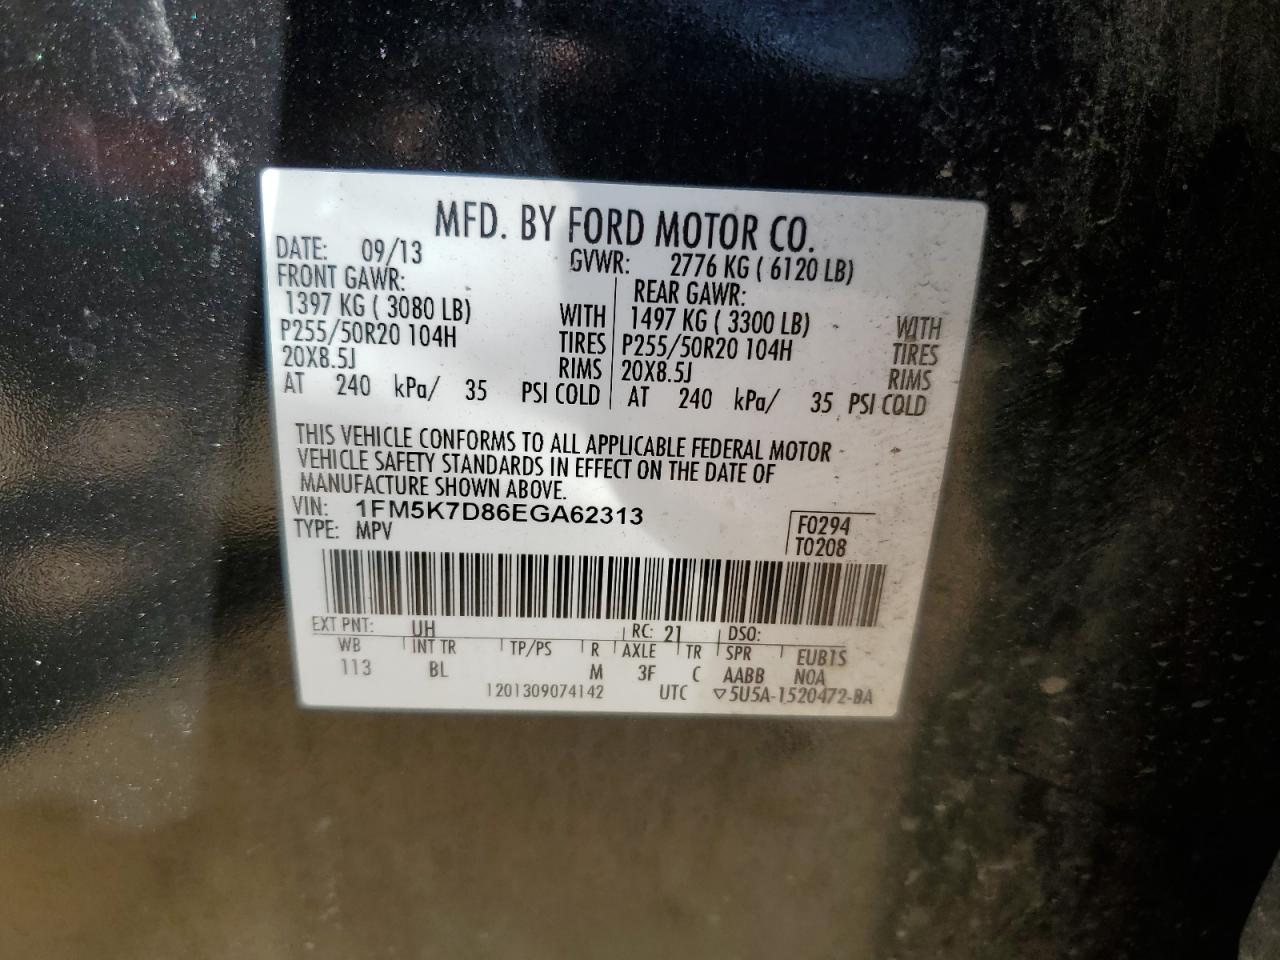 MFD. BY FORD MOTOR CO.
DATE: 09/13 GVWR: 2776 KG ( 6120 LB)
FRONT GAWR: REAR GAWR:
1397 KG ( 3080 LB) WITH 1497 KG ( 3300 LB) WITH
P255/50R20 104H TIRES P255/50R20 104H TIRES
20X8.5J RIMS 20X8.5J RIMS
AT 240 kPa/ 35 PSI COLD AT 240 kPa/ 35 PSI COLD
THIS VEHICLE CONFORMS TO ALL APPLICABLE FEDERAL MOTOR
VEHICLE SAFETY STANDARDS IN EFFECT ON THE DATE OF
MANUFACTURE SHOWN ABOVE.
VIN: 1FM5K7D86EGA62313
TYPE: MPV
F0294
T0208
EXT PNT: UH RC: 21 DSO:
WB INT TR TP/PS R AXLE TR SPR EUBTS
113 BL M 3F C AABB NOA
1201309074142 UTC ▽5U5A-1520472-BA